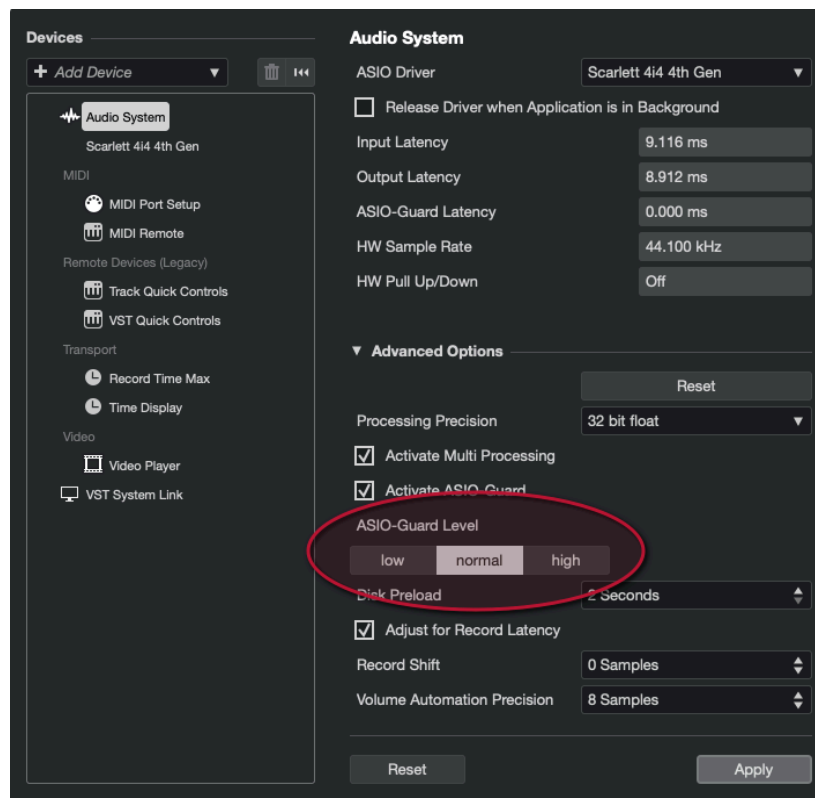 Devices
Add Device
Audio System
Scarlett 4i4 4th Gen
MIDI
MIDI Port Setup
MIDI Remote
Remote Devices (Legacy)
Track Quick Controls
VST Quick Controls
Transport
Record Time Max
Time Display
Video
Video Player
VST System Link
Audio System
ASIO Driver Scarlett 4i4 4th Gen
Release Driver when Application is in Background
Input Latency 9.116 ms
Output Latency 8.912 ms
ASIO-Guard Latency 0.000 ms
HW Sample Rate 44.100 kHz
HW Pull Up/Down Off
Advanced Options
Reset
Processing Precision 32 bit float
Activate Multi Processing
Activate ASIO-Guard
ASIO-Guard Level
low normal high
Disk Preload 2 Seconds
Adjust for Record Latency
Record Shift 0 Samples
Volume Automation Precision 8 Samples
Reset Apply